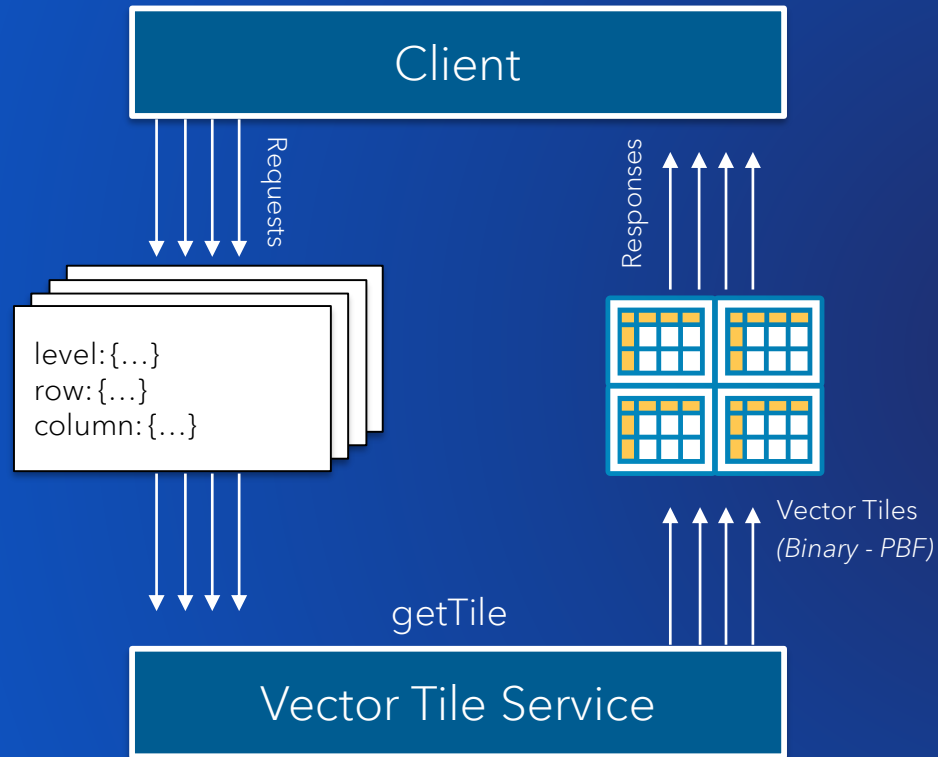 Client
Requests
Responses
level:{...}
row:{...}
column:{...}
Vector Tiles
(Binary - PBF)
getTile
Vector Tile Service